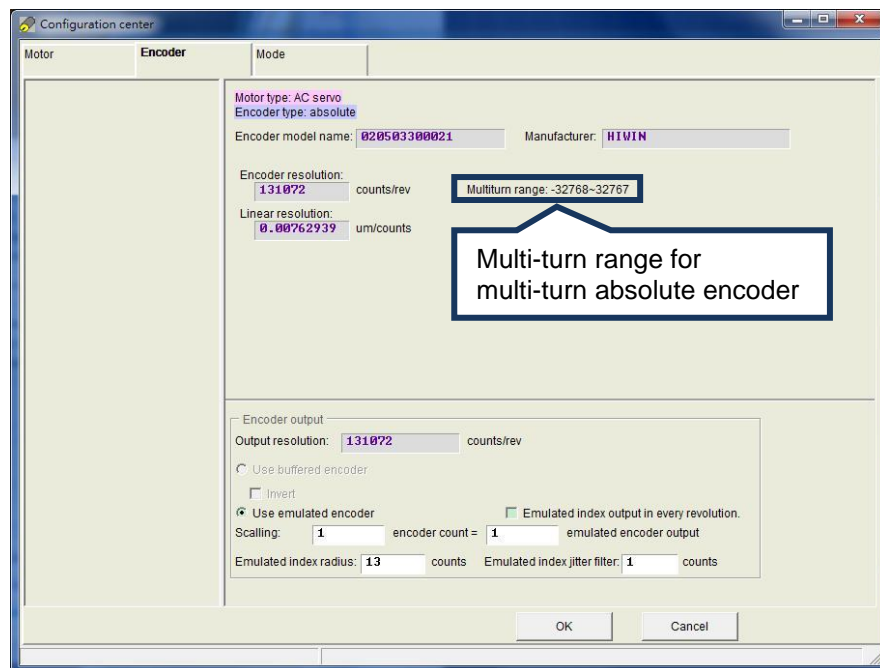 Configuration center
Motor Encoder Mode
Motor type: AC servo
Encoder type: absolute
Encoder model name: 020503300021 Manufacturer: HIWIN
Encoder resolution:
131072 counts/rev Multiturn range: -32768~32767
Linear resolution:
0.00762939 um/counts
Multi-turn range for
multi-turn absolute encoder
Encoder output
Output resolution: 131072 counts/rev
Use buffered encoder
Invert
Use emulated encoder Emulated index output in every revolution.
Scalling: 1 encoder count = 1 emulated encoder output
Emulated index radius: 13 counts Emulated index jitter filter: 1 counts
OK Cancel